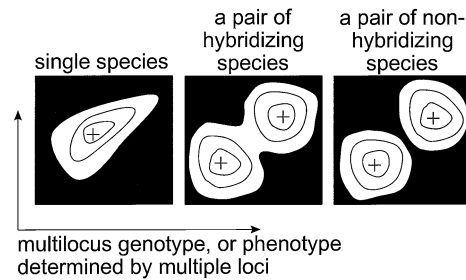 single species
a pair of
hybridizing
species
a pair of non-
hybridizing
species
multilocus genotype, or phenotype
determined by multiple loci